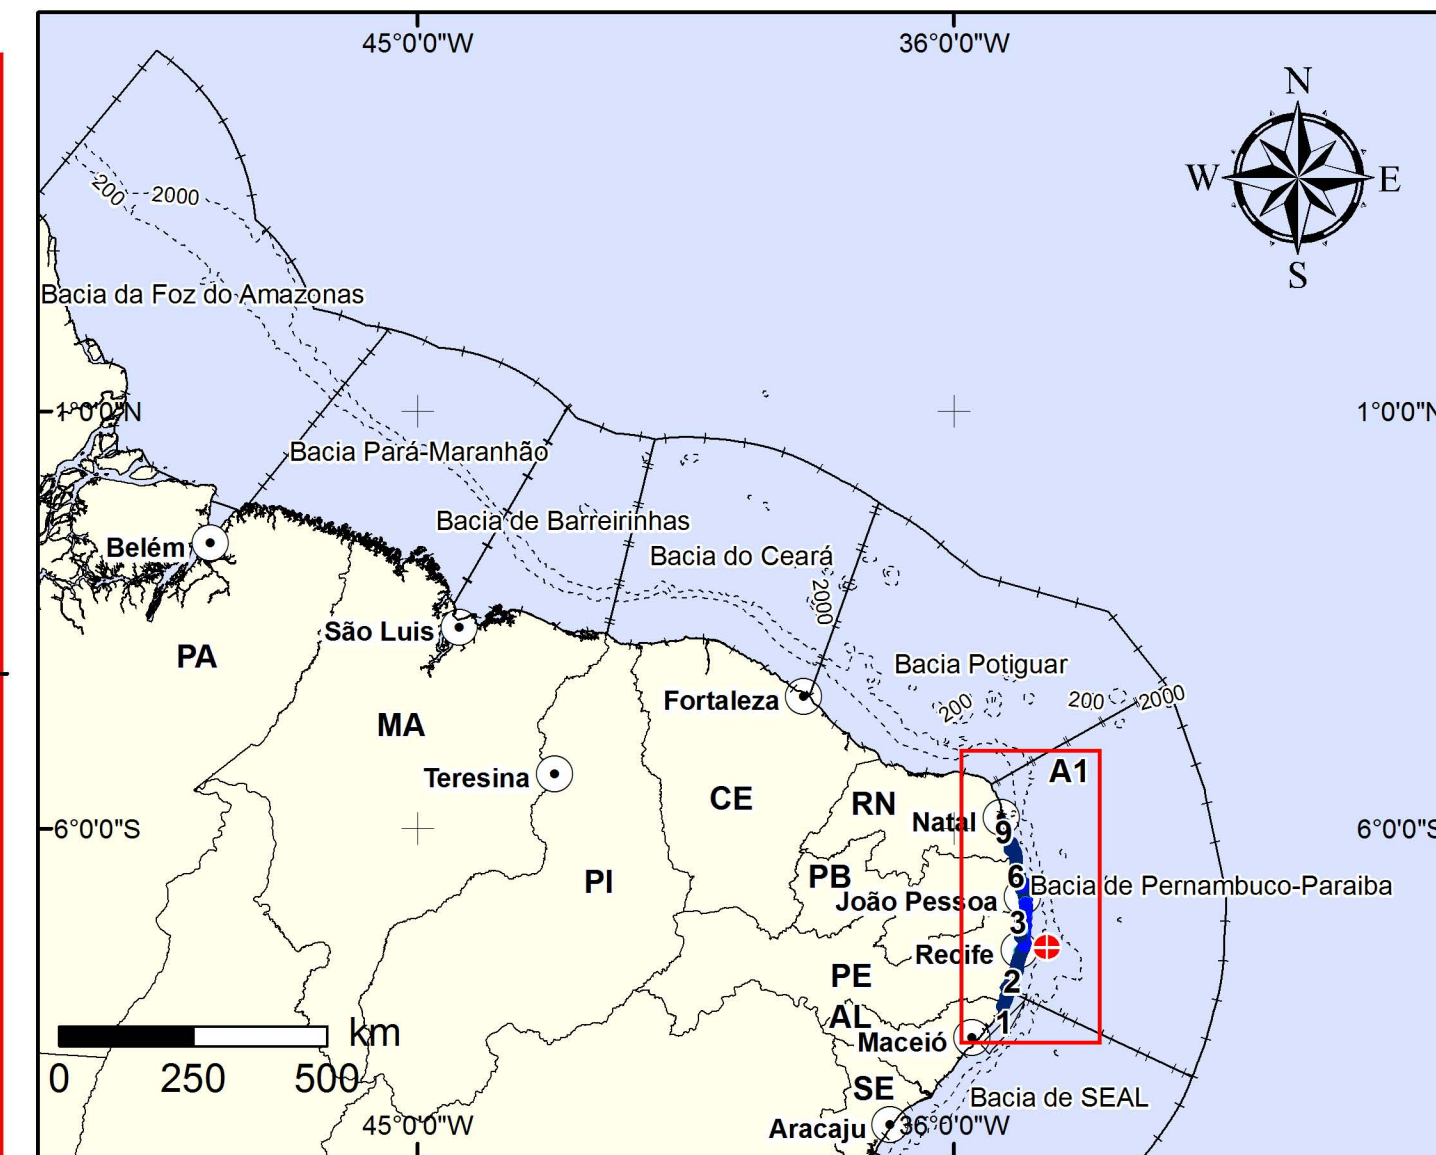 45°0'0"W
36°0'0"W
N
W
E
S
200
2000
Bacia da Foz do Amazonas
1°0'0"N
1°0'0"N
Bacia Pará-Maranhão
Bacia de Barreirinhas
Belém
Bacia do Ceará
2000
São Luis
PA
Bacia Potiguar
Fortaleza
200
200
2000
MA
A1
Teresina
CE
RN
Natal
6°0'0"S
9
6°0'0"S
PI
PB
6
Bacia de Pernambuco-Paraiba
João Pessoa
3
Recife
PE
2
AL
1
km
Maceió
0
250
500
SE
Bacia de SEAL
45°0'0"W
Aracaju
36°0'0"W